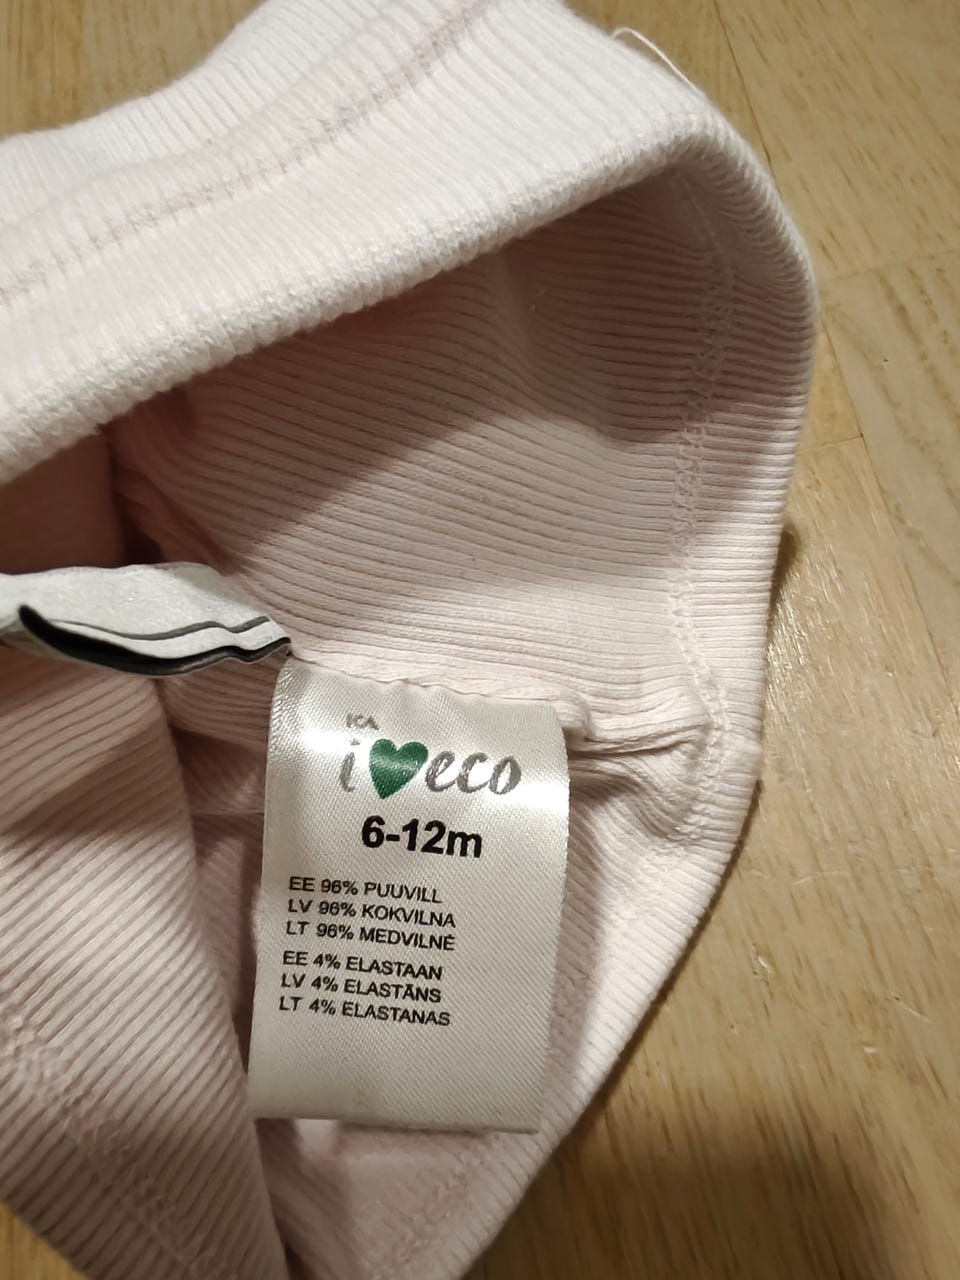 ICA
i♥eco
6-12m
EE 96% PUUVILL
LV 96% KOKVILNA
LT 96% MEDVILNĖ
EE 4% ELASTAAN
LV 4% ELASTĀNS
LT 4% ELASTANAS